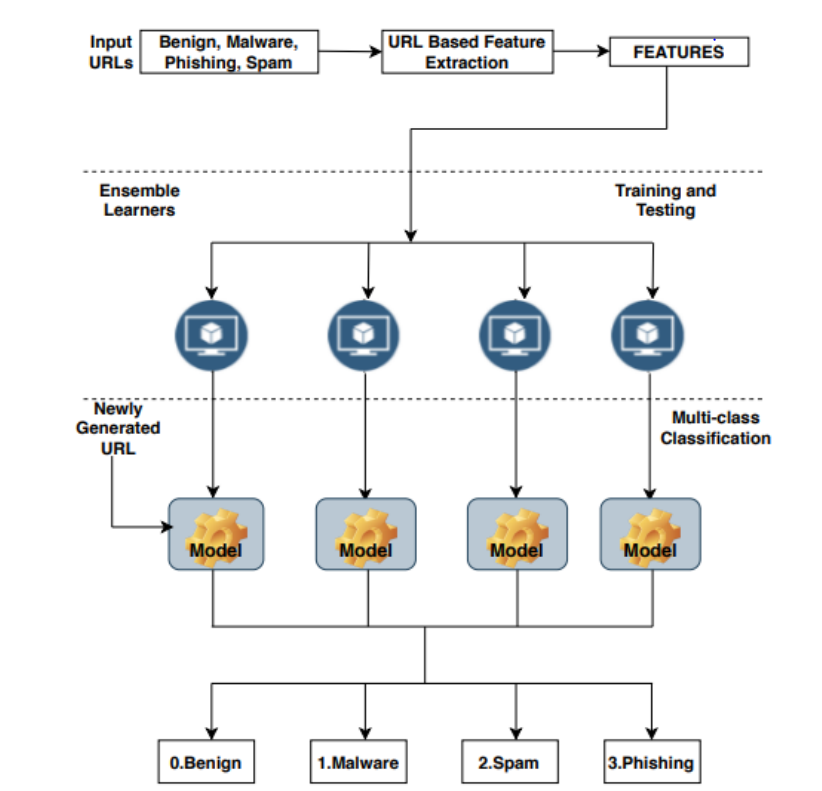 Input
URLs
Benign, Malware,
Phishing, Spam
URL Based Feature
Extraction
FEATURES
Ensemble
Learners
Training and
Testing
Newly
Generated
URL
Multi-class
Classification
Model
Model
Model
Model
0.Benign
1.Malware
2.Spam
3.Phishing